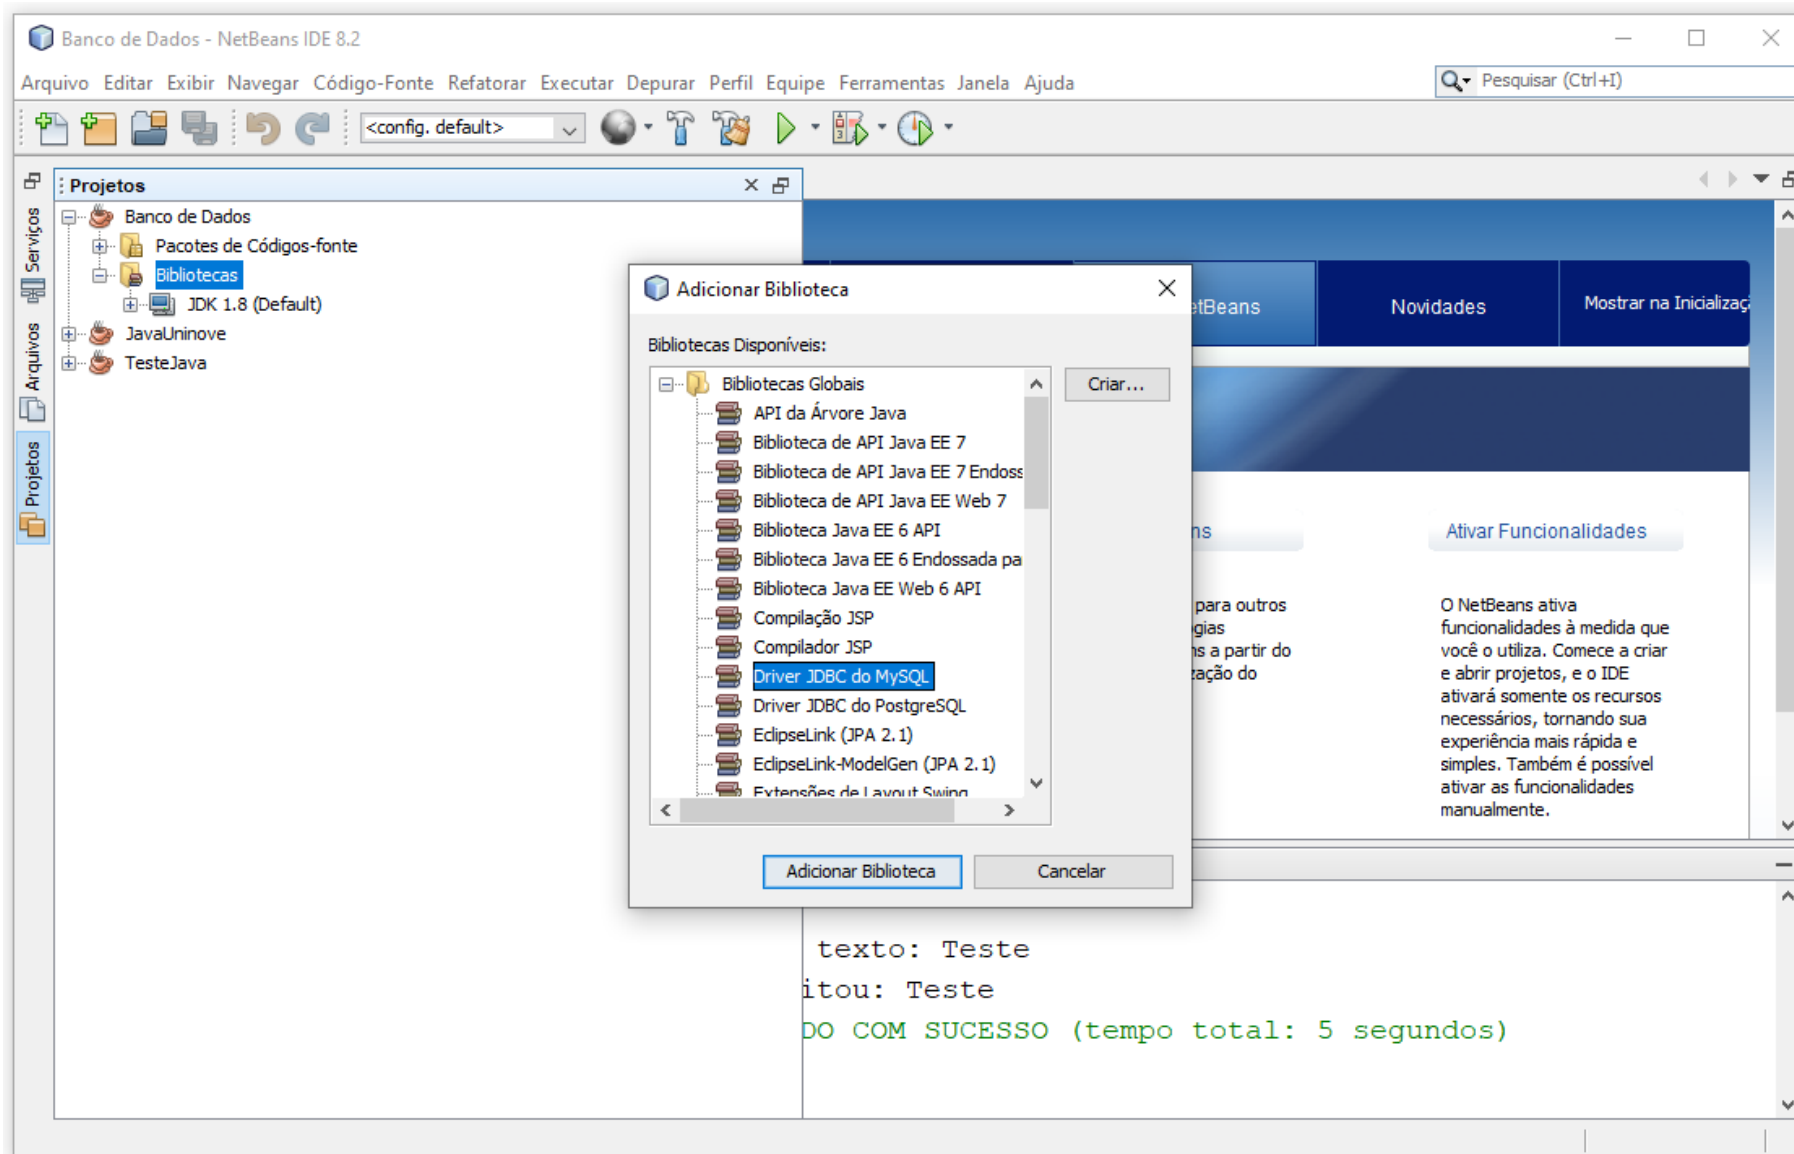 Banco de Dados - NetBeans IDE 8.2
Arquivo Editar Exibir Navegar Código-Fonte Refatorar Executar Depurar Perfil Equipe Ferramentas Janela Ajuda
Pesquisar (Ctrl+I)
<config. default>
Projetos
Serviços
Arquivos
Projetos
Banco de Dados
Pacotes de Códigos-fonte
Bibliotecas
JDK 1.8 (Default)
JavaUninove
TesteJava
Adicionar Biblioteca
Bibliotecas Disponíveis:
Bibliotecas Globais
API da Árvore Java
Biblioteca de API Java EE 7
Biblioteca de API Java EE 7 Endoss
Biblioteca de API Java EE Web 7
Biblioteca Java EE 6 API
Biblioteca Java EE 6 Endossada pa
Biblioteca Java EE Web 6 API
Compilação JSP
Compilador JSP
Driver JDBC do MySQL
Driver JDBC do PostgreSQL
EclipseLink (JPA 2.1)
EclipseLink-ModelGen (JPA 2.1)
Extensões de Layout Swing
Criar...
Adicionar Biblioteca
Cancelar
etBeans
Novidades
Mostrar na Inicializaç
ns
para outros
gias
ns a partir do
zação do
Ativar Funcionalidades
O NetBeans ativa
funcionalidades à medida que
você o utiliza. Comece a criar
e abrir projetos, e o IDE
ativará somente os recursos
necessários, tornando sua
experiência mais rápida e
simples. Também é possível
ativar as funcionalidades
manualmente.
texto: Teste
itou: Teste
DO COM SUCESSO (tempo total: 5 segundos)